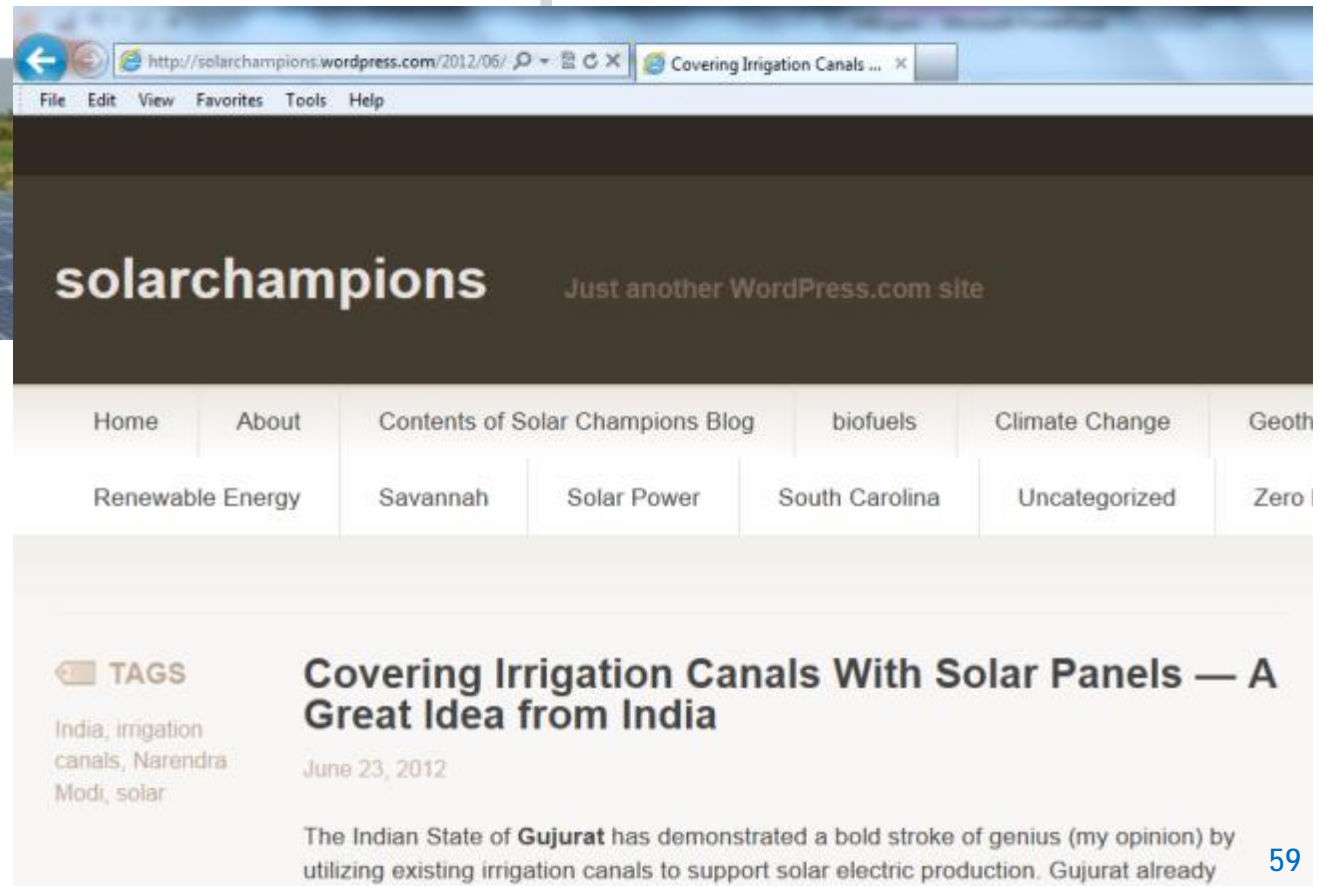 http://solarchampions.wordpress.com/2012/06/
Covering Irrigation Canals ...
File Edit View Favorites Tools Help
solarchampions
Just another WordPress.com site
Home About Contents of Solar Champions Blog biofuels Climate Change Geoth
Renewable Energy Savannah Solar Power South Carolina Uncategorized Zero
TAGS
India, irrigation
canals, Narendra
Modi, solar
Covering Irrigation Canals With Solar Panels — A
Great Idea from India
June 23, 2012
The Indian State of Gujurat has demonstrated a bold stroke of genius (my opinion) by
utilizing existing irrigation canals to support solar electric production. Gujurat already
59